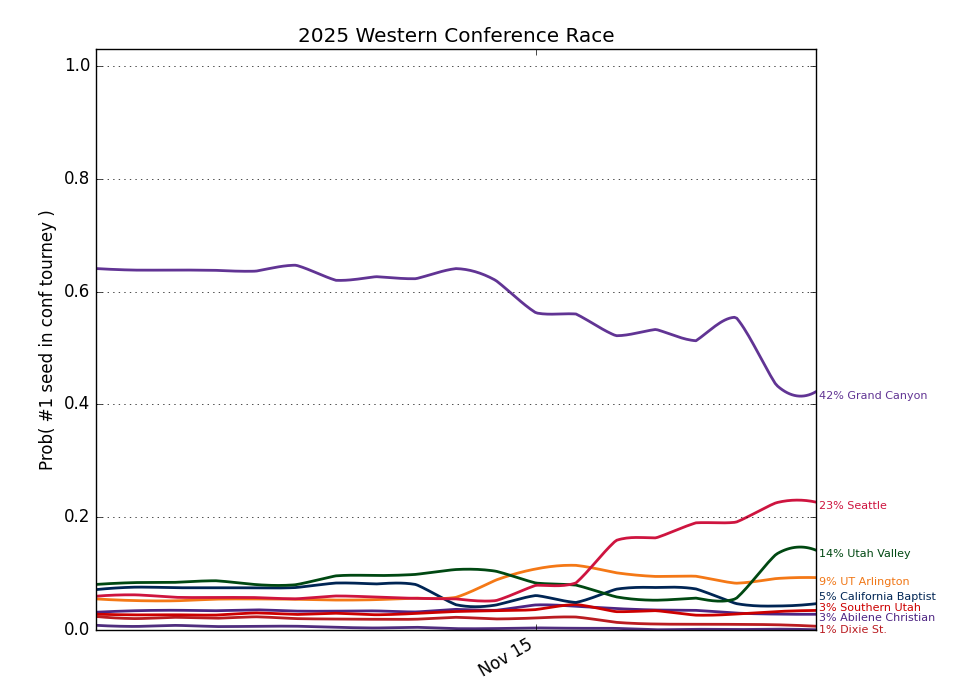 2025 Western Conference Race
1.0
0.8
0.6
0.4
0.2
0.0
Prob( #1 seed in conf tourney )
Nov 15
42% Grand Canyon
23% Seattle
14% Utah Valley
9% UT Arlington
5% California Baptist
3% Southern Utah
3% Abilene Christian
1% Dixie St.